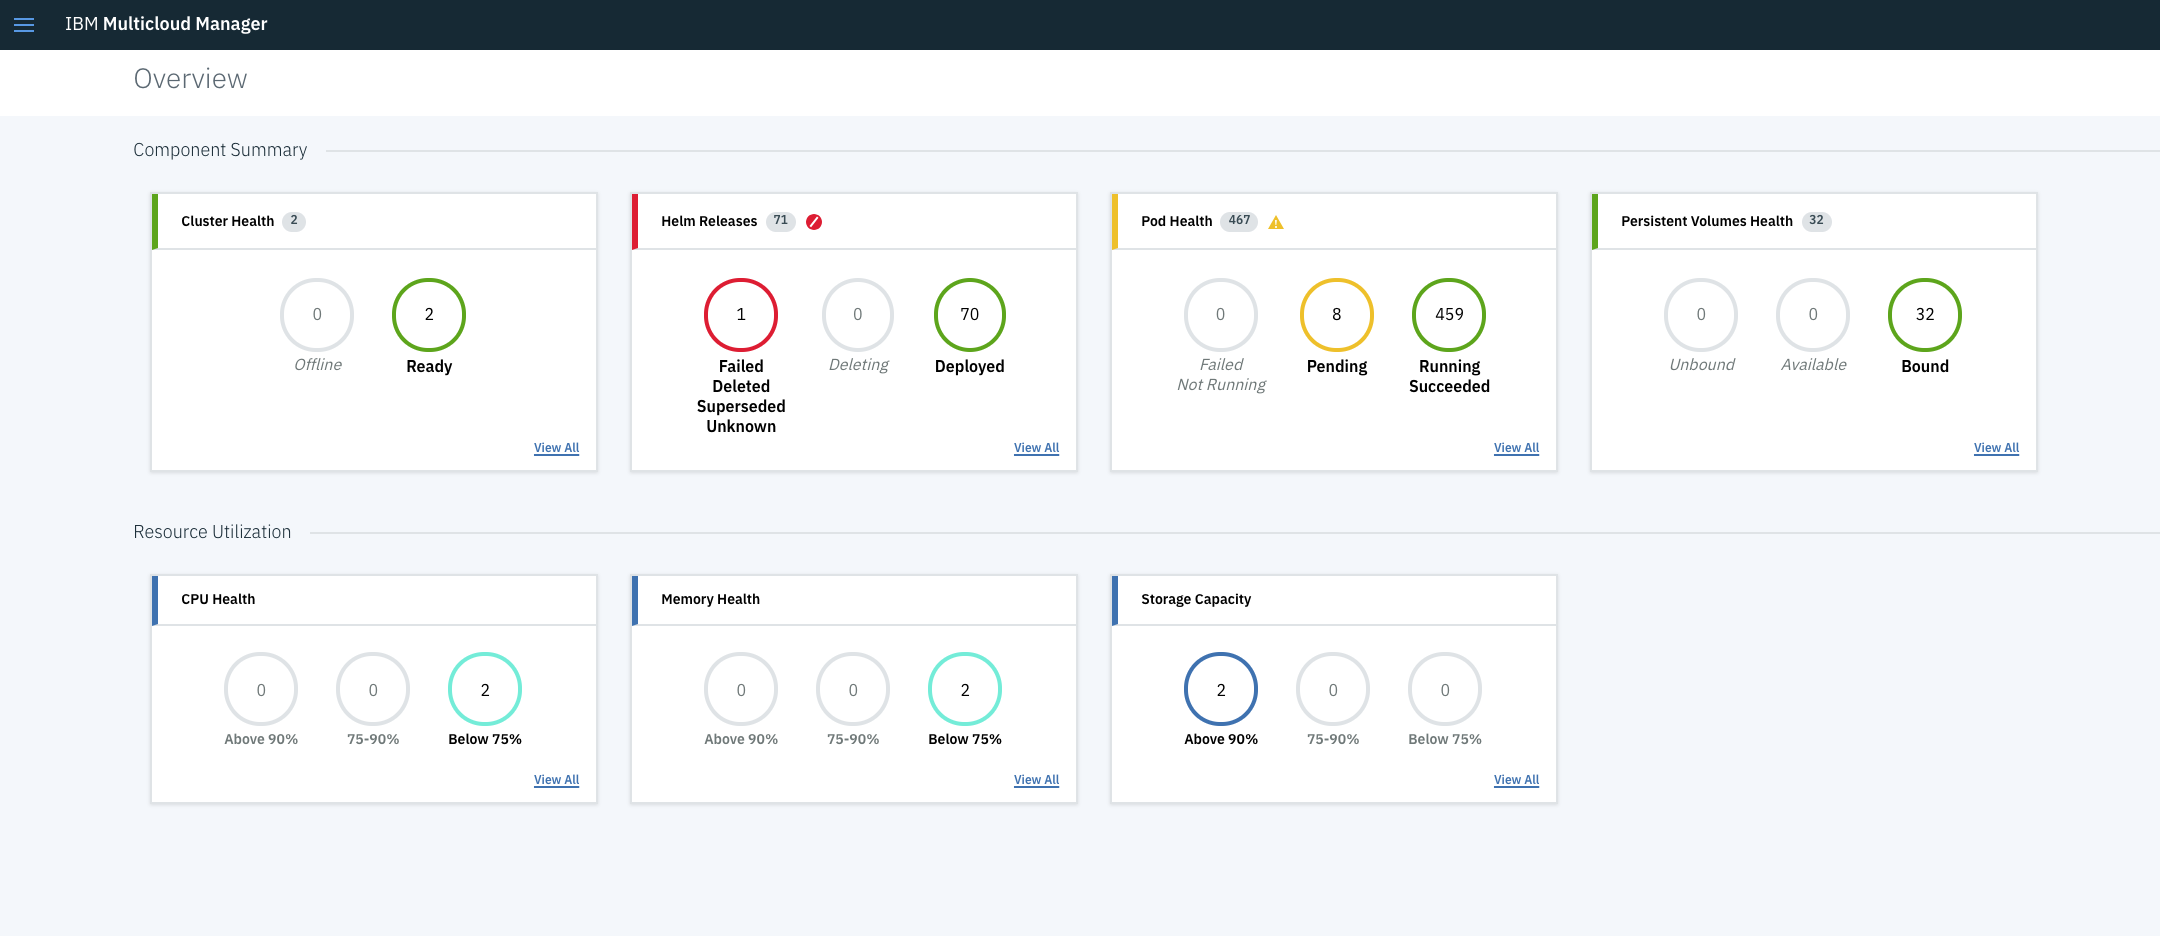 IBM Multicloud Manager
Overview
Component Summary
Cluster Health 2
0
Offline
2
Ready
View All
Helm Releases 71
1
Failed
Deleted
Superseded
Unknown
0
Deleting
70
Deployed
View All
Pod Health 467
0
Failed
Not Running
8
Pending
459
Running
Succeeded
View All
Persistent Volumes Health 32
0
Unbound
0
Available
32
Bound
View All
Resource Utilization
CPU Health
0
Above 90%
0
75-90%
2
Below 75%
View All
Memory Health
0
Above 90%
0
75-90%
2
Below 75%
View All
Storage Capacity
2
Above 90%
0
75-90%
0
Below 75%
View All